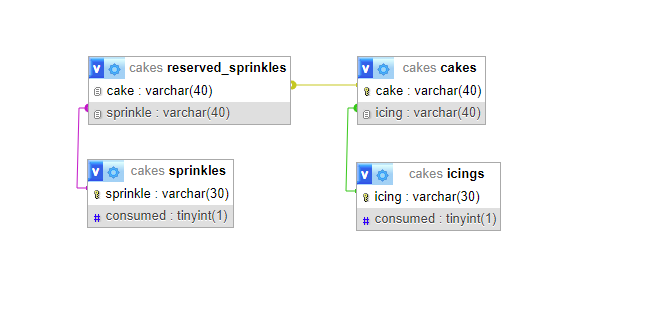 v cakes reserved_sprinkles
cake : varchar(40)
sprinkle : varchar(40)
v cakes cakes
cake : varchar(40)
icing : varchar(40)
v cakes sprinkles
sprinkle : varchar(30)
# consumed : tinyint(1)
v cakes icings
icing : varchar(30)
# consumed : tinyint(1)